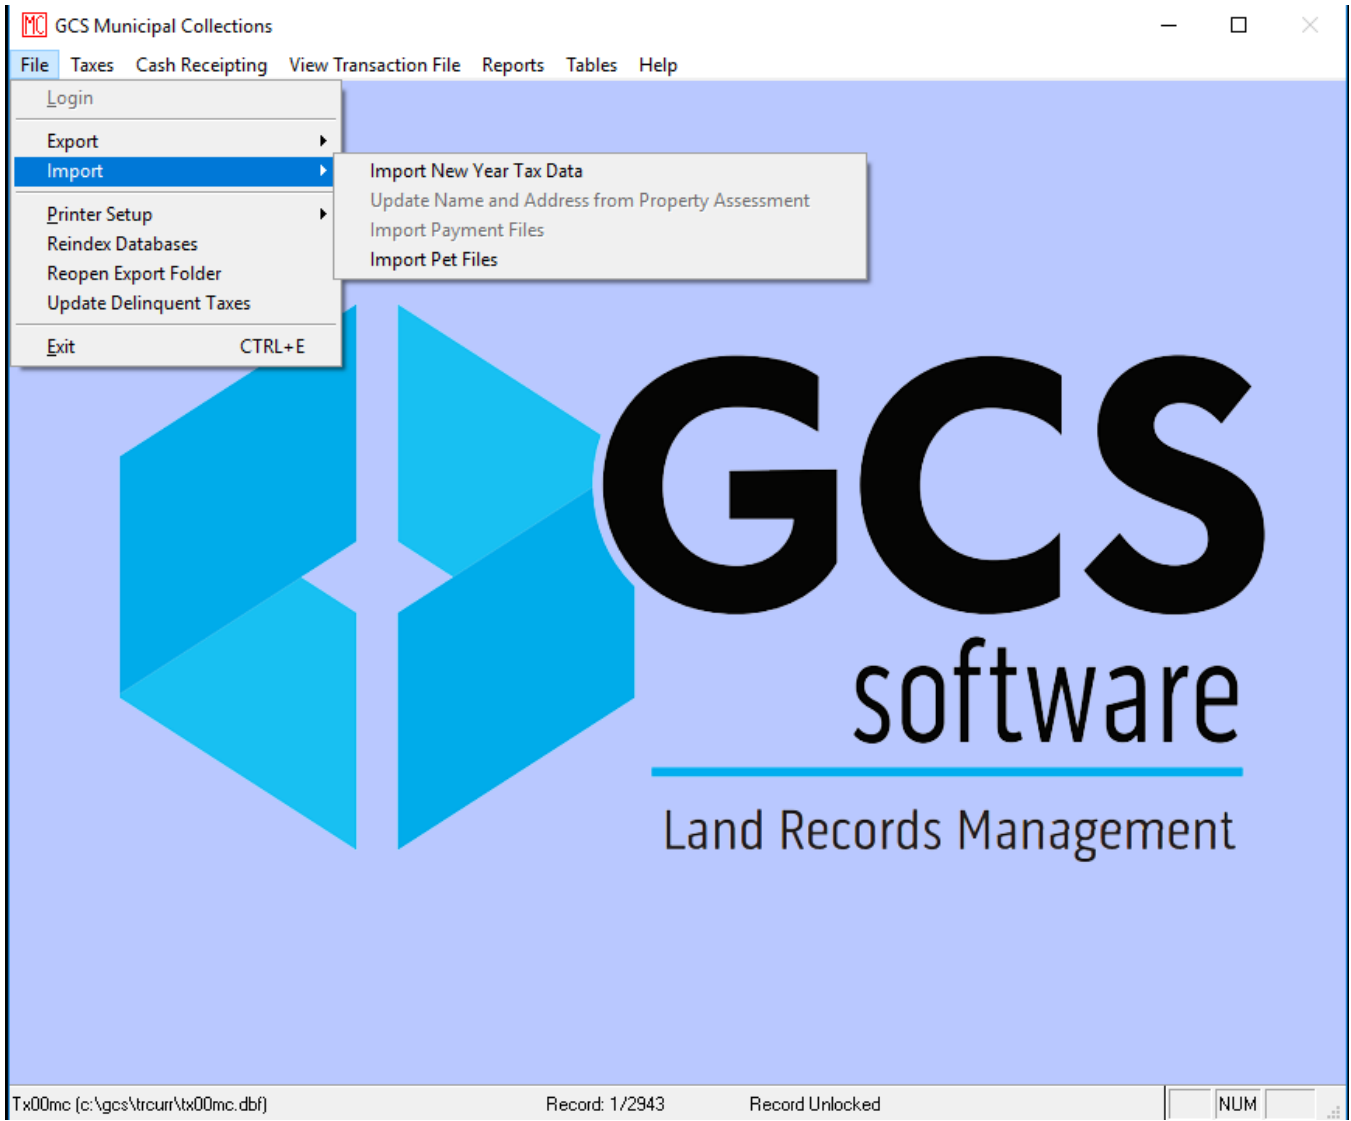 MC GCS Municipal Collections
File Taxes Cash Receipting View Transaction File Reports Tables Help
Login
Export
Import
Import New Year Tax Data
Update Name and Address from Property Assessment
Import Payment Files
Import Pet Files
Printer Setup
Reindex Databases
Reopen Export Folder
Update Delinquent Taxes
Exit CTRL+E
GCS
software
Land Records Management
Tx00mc (c:\gcs\trcurr\tx00mc.dbf) Record: 1/2943 Record Unlocked NUM